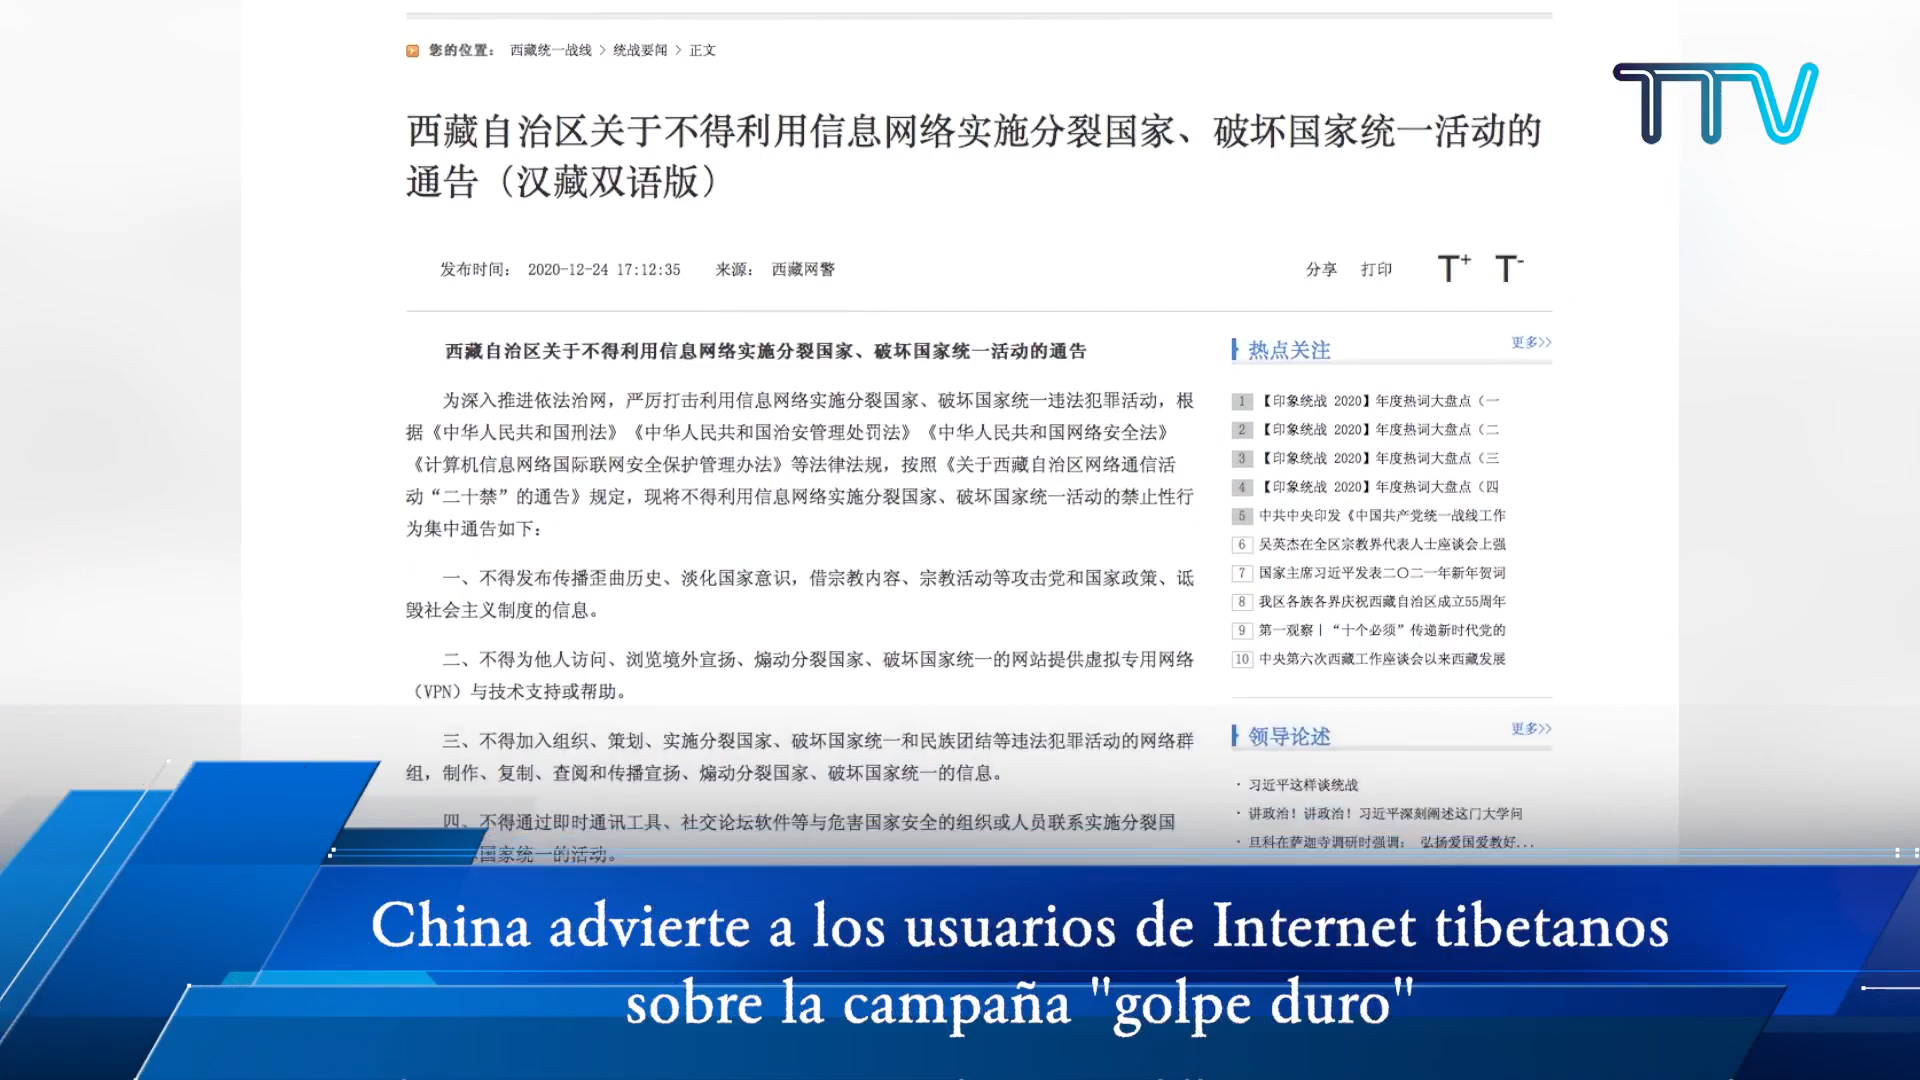 您的位置： 西藏统一战线 > 统战要闻 > 正文
TTV
西藏自治区关于不得利用信息网络实施分裂国家、破坏国家统一活动的
通告（汉藏双语版）
发布时间： 2020-12-24 17:12:35 来源： 西藏网警
分享 打印 T+ T-
西藏自治区关于不得利用信息网络实施分裂国家、破坏国家统一活动的通告
为深入推进依法治网，严厉打击利用信息网络实施分裂国家、破坏国家统一违法犯罪活动，根
据《中华人民共和国刑法》《中华人民共和国治安管理处罚法》《中华人民共和国网络安全法》
《计算机信息网络国际联网安全保护管理办法》等法律法规，按照《关于西藏自治区网络通信活
动“二十禁”的通告》规定，现将不得利用信息网络实施分裂国家、破坏国家统一活动的禁止性行
为集中通告如下：
一、不得发布传播歪曲历史、淡化国家意识，借宗教内容、宗教活动等攻击党和国家政策、诋
毁社会主义制度的信息。
二、不得为他人访问、浏览境外宣扬、煽动分裂国家、破坏国家统一的网站提供虚拟专用网络
（VPN）与技术支持或帮助。
三、不得加入组织、策划、实施分裂国家、破坏国家统一和民族团结等违法犯罪活动的网络群
组，制作、复制、查阅和传播宣扬、煽动分裂国家、破坏国家统一的信息。
四、不得通过即时通讯工具、社交论坛软件等与危害国家安全的组织或人员联系实施分裂国
国家统一的活动。
热点关注 更多>>
1 【印象统战 2020】年度热词大盘点（一
2 【印象统战 2020】年度热词大盘点（二
3 【印象统战 2020】年度热词大盘点（三
4 【印象统战 2020】年度热词大盘点（四
5 中共中央印发《中国共产党统一战线工作
6 吴英杰在全区宗教界代表人士座谈会上强
7 国家主席习近平发表二〇二一年新年贺词
8 我区各族各界庆祝西藏自治区成立55周年
9 第一观察丨“十个必须”传递新时代党的
10 中央第六次西藏工作座谈会以来西藏发展
领导论述 更多>>
· 习近平这样谈统战
· 讲政治！讲政治！习近平深刻阐述这门大学问
· 旦科在萨迦寺调研时强调： 弘扬爱国爱教好...
China advierte a los usuarios de Internet tibetanos
sobre la campaña "golpe duro"